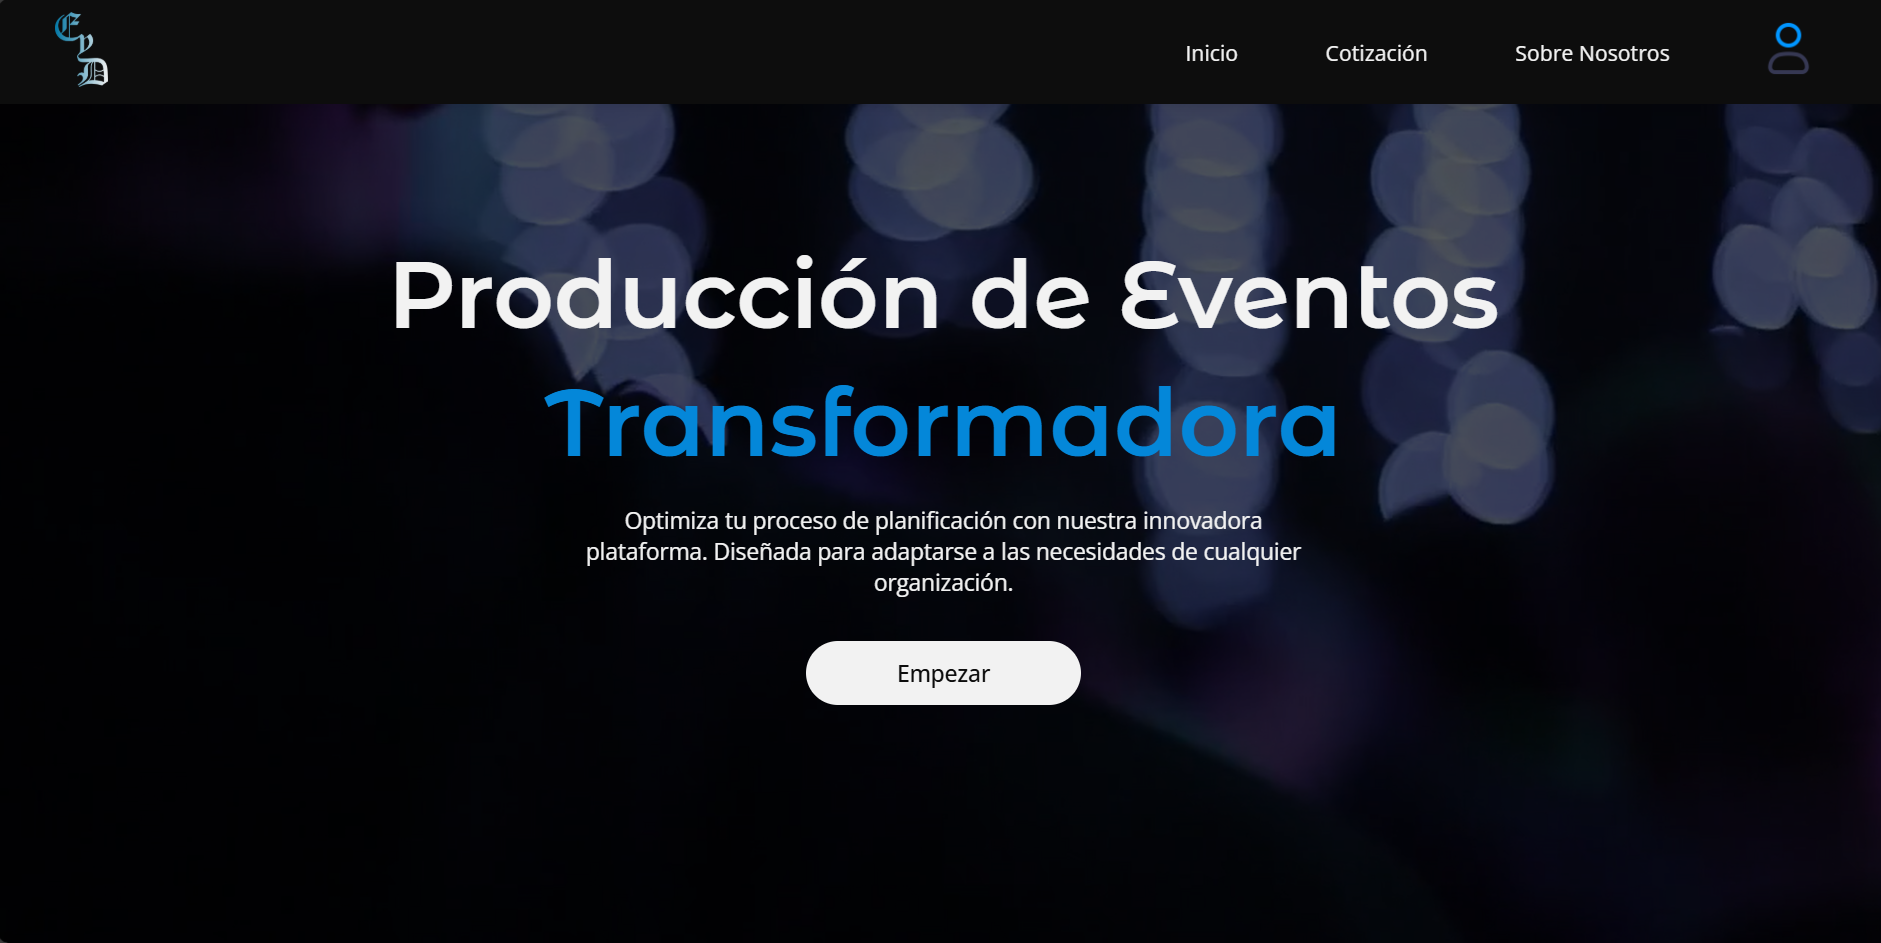 EyD
Inicio Cotización Sobre Nosotros
Producción de Eventos
Transformadora
Optimiza tu proceso de planificación con nuestra innovadora
plataforma. Diseñada para adaptarse a las necesidades de cualquier
organización.
Empezar